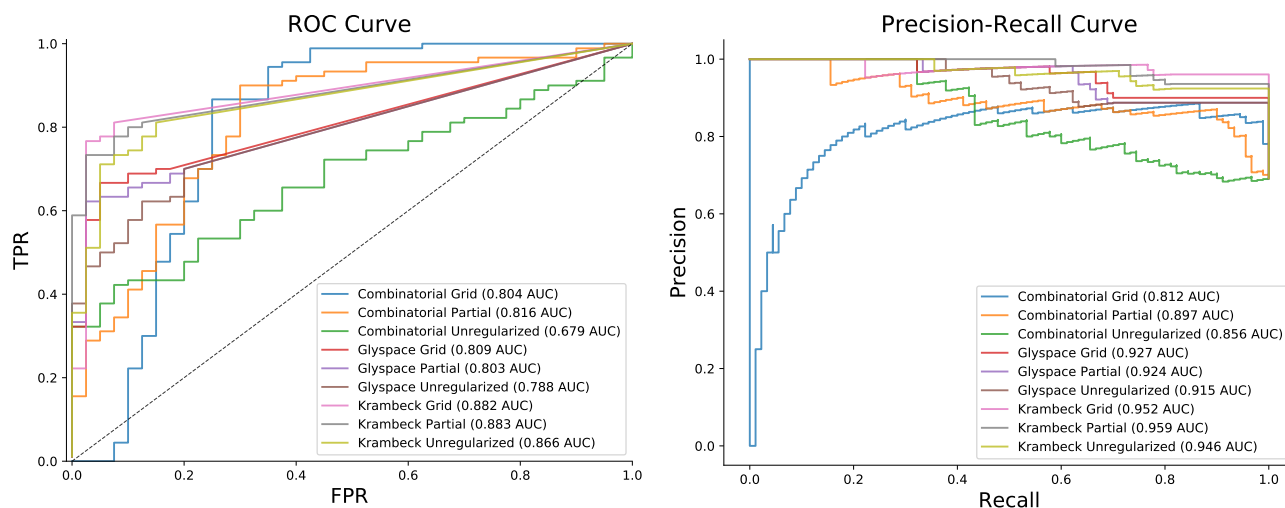 ROC Curve
1.0
0.8
0.6
0.4
0.2
0.0
TPR
0.0
0.2
0.4
0.6
0.8
1.0
FPR
Combinatorial Grid (0.804 AUC)
Combinatorial Partial (0.816 AUC)
Combinatorial Unregularized (0.679 AUC)
Glyspace Grid (0.809 AUC)
Glyspace Partial (0.803 AUC)
Glyspace Unregularized (0.788 AUC)
Krambeck Grid (0.882 AUC)
Krambeck Partial (0.883 AUC)
Krambeck Unregularized (0.866 AUC)
Precision-Recall Curve
1.0
0.8
0.6
0.4
0.2
0.0
Precision
0.0
0.2
0.4
0.6
0.8
1.0
Recall
Combinatorial Grid (0.812 AUC)
Combinatorial Partial (0.897 AUC)
Combinatorial Unregularized (0.856 AUC)
Glyspace Grid (0.927 AUC)
Glyspace Partial (0.924 AUC)
Glyspace Unregularized (0.915 AUC)
Krambeck Grid (0.952 AUC)
Krambeck Partial (0.959 AUC)
Krambeck Unregularized (0.946 AUC)